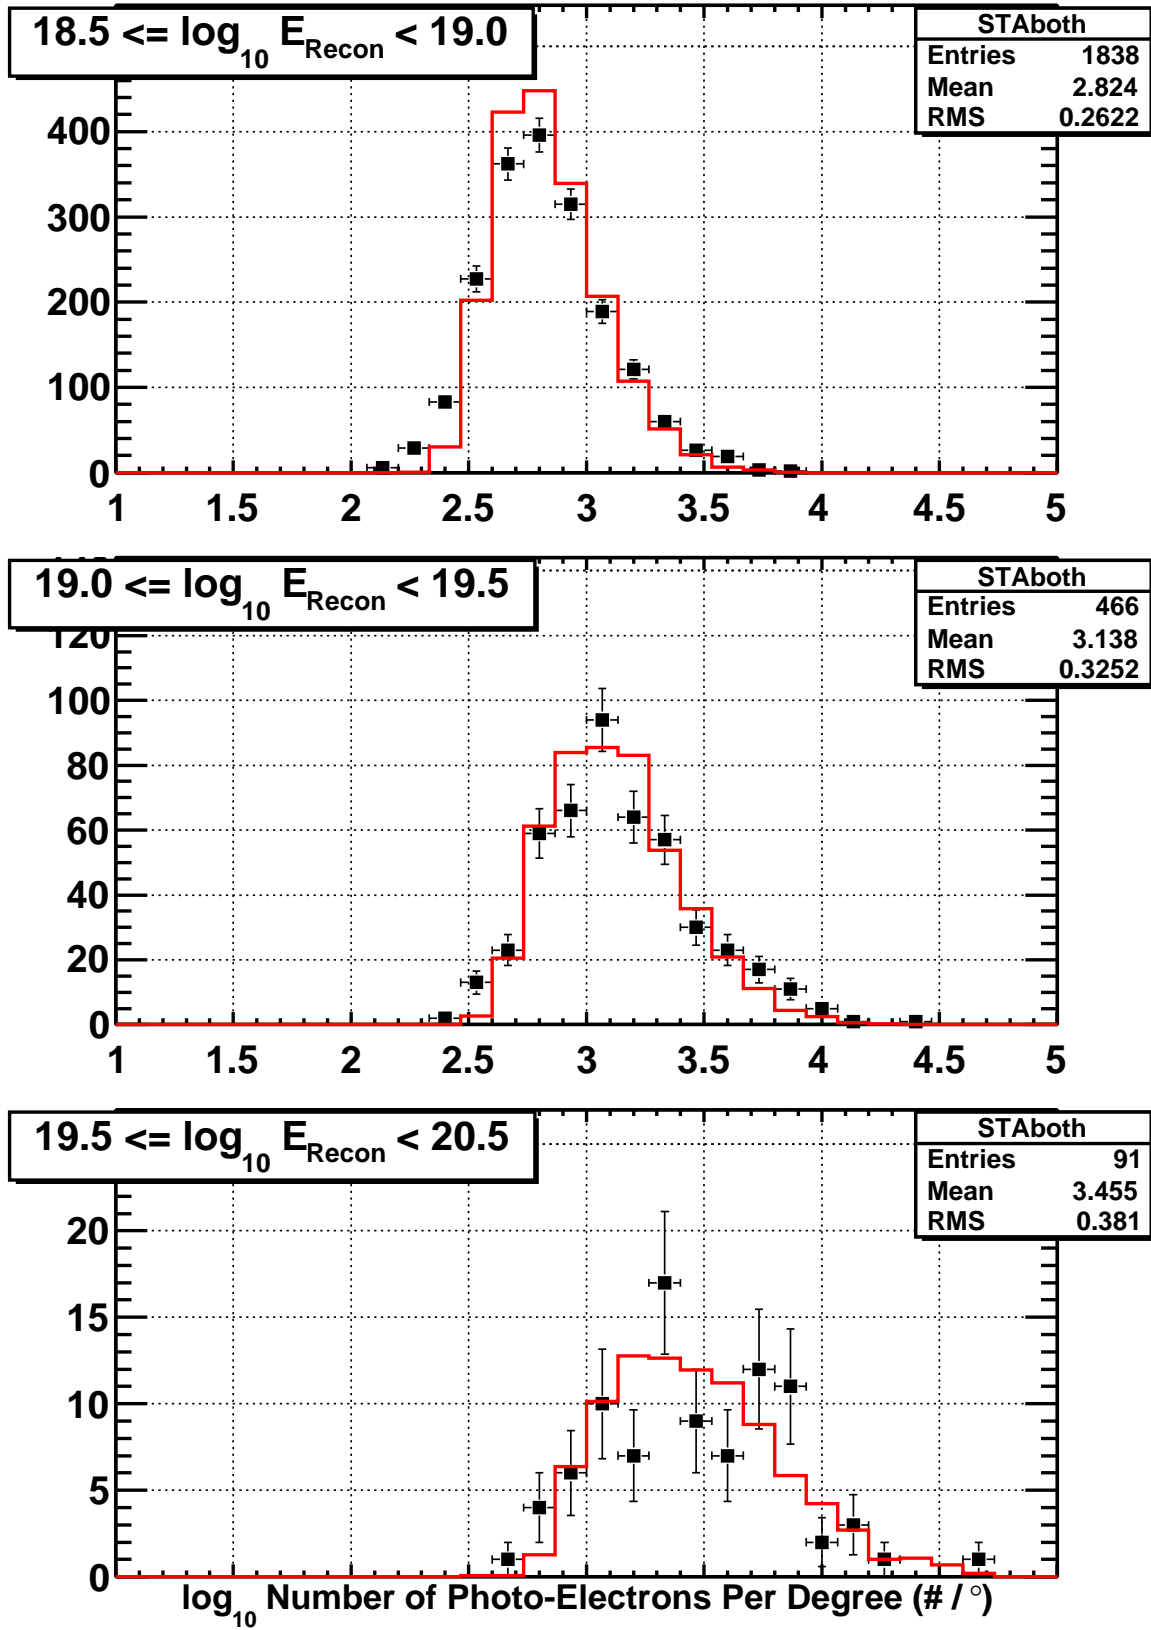 18.5 <= log10 ERecon < 19.0
STAboth
Entries 1838
Mean 2.824
RMS 0.2622
400
300
200
100
0
1 1.5 2 2.5 3 3.5 4 4.5 5
19.0 <= log10 ERecon < 19.5
STAboth
Entries 466
Mean 3.138
RMS 0.3252
120
100
80
60
40
20
0
1 1.5 2 2.5 3 3.5 4 4.5 5
19.5 <= log10 ERecon < 20.5
STAboth
Entries 91
Mean 3.455
RMS 0.381
20
15
10
5
0
log10 Number of Photo-Electrons Per Degree (# / °)